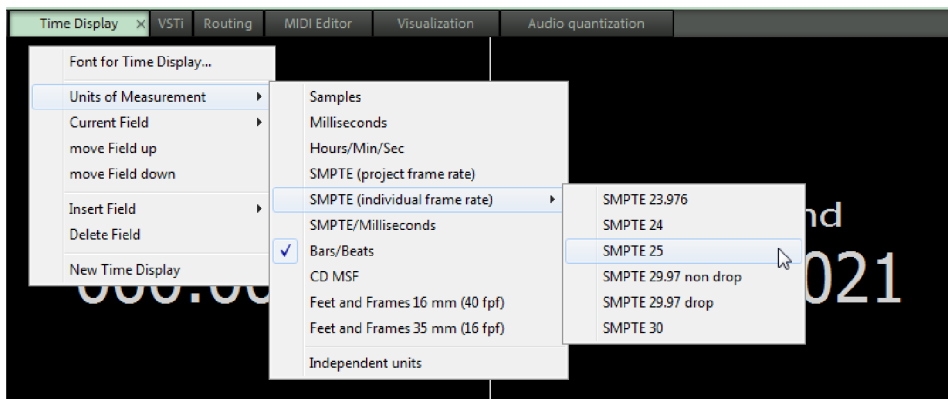 Time Display × VSTi Routing MIDI Editor Visualization Audio quantization
Font for Time Display...
Units of Measurement
Current Field
move Field up
move Field down
Insert Field
Delete Field
New Time Display
Samples
Milliseconds
Hours/Min/Sec
SMPTE (project frame rate)
SMPTE (individual frame rate)
SMPTE/Milliseconds
Bars/Beats
CD MSF
Feet and Frames 16 mm (40 fpf)
Feet and Frames 35 mm (16 fpf)
Independent units
SMPTE 23.976
SMPTE 24
SMPTE 25
SMPTE 29.97 non drop
SMPTE 29.97 drop
SMPTE 30
nd
021